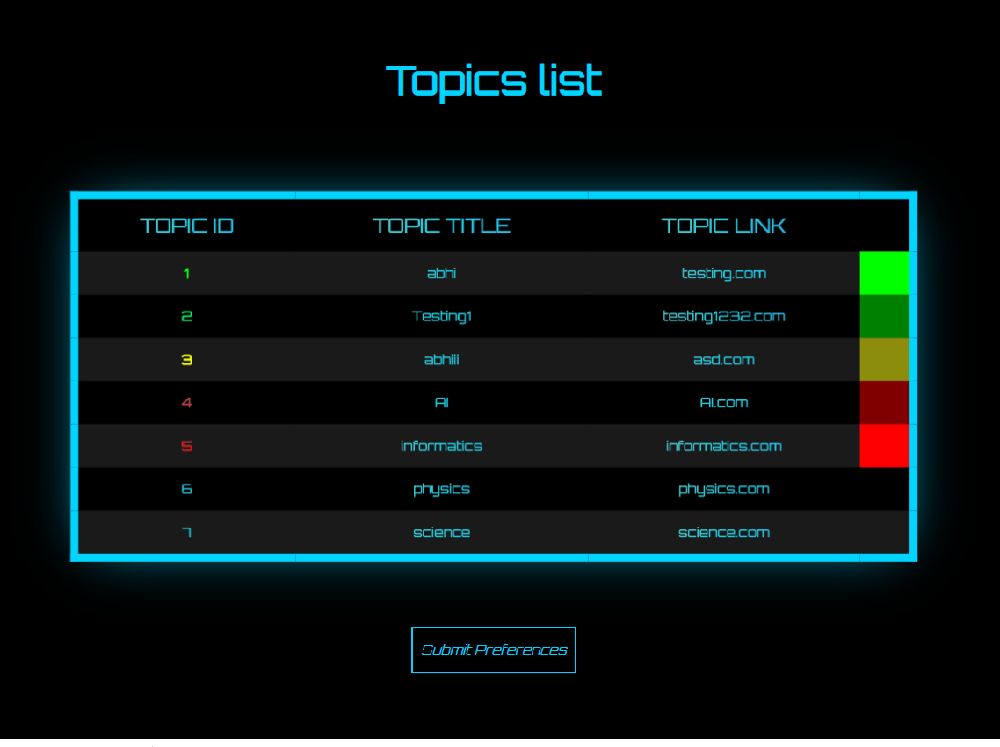 Topics list
TOPIC ID TOPIC TITLE TOPIC LINK
1 abhi testing.com
2 Testing1 testing1232.com
3 abhiii asd.com
4 AI AI.com
5 informatics informatics.com
6 physics physics.com
7 science science.com
Submit Preferences